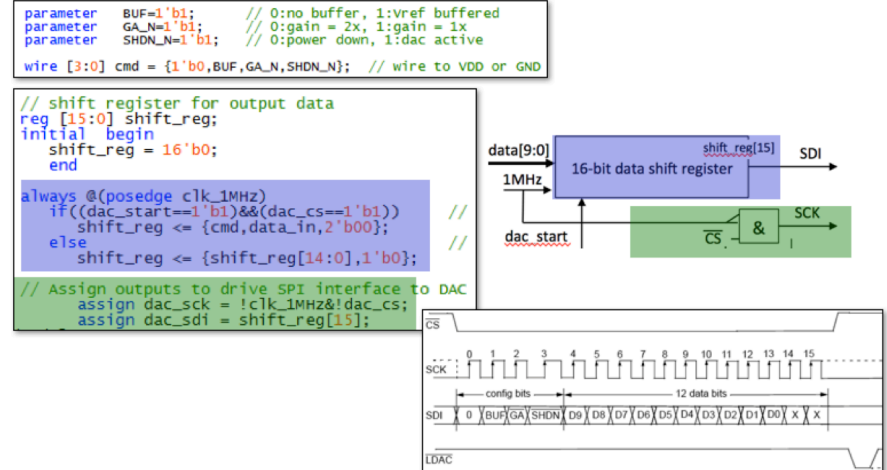 parameter BUF=1'b1; // 0:no buffer, 1:Vref buffered
parameter GA_N=1'b1; // 0:gain = 2x, 1:gain = 1x
parameter SHDN_N=1'b1; // 0:power down, 1:dac active
wire [3:0] cmd = {1'b0,BUF,GA_N,SHDN_N}; // wire to VDD or GND
// shift register for output data
reg [15:0] shift_reg;
initial begin
shift_reg = 16'b0;
end
always @(posedge clk_1MHz)
if((dac_start==1'b1)&&(dac_cs==1'b1)) //
shift_reg <= {cmd,data_in,2'b00};
else //
shift_reg <= {shift_reg[14:0],1'b0};
// Assign outputs to drive SPI interface to DAC
assign dac_sck = !clk_1MHz&!dac_cs;
assign dac_sdi = shift_reg[15];
data[9:0]
1MHz
dac_start
16-bit data shift register
shift_reg[15]
SDI
SCK
CS
&
CS
SCK
0 1 2 3 4 5 6 7 8 9 10 11 12 13 14 15
config bits 12 data bits
SDI 0 BUF GA SHDN D9 D8 D7 D6 D5 D4 D3 D2 D1 D0 X X
LDAC